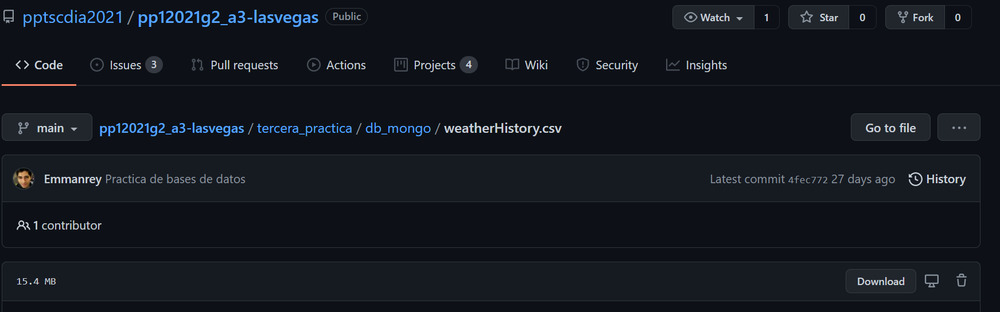 pptscdia2021 / pp12021g2_a3-lasvegas Public Watch 1 Star 0 Fork 0
Code Issues 3 Pull requests Actions Projects 4 Wiki Security Insights
main pp12021g2_a3-lasvegas / tercera_practica / db_mongo / weatherHistory.csv Go to file ...
Emmanrey Practica de bases de datos Latest commit 4fec772 27 days ago History
1 contributor
15.4 MB Download